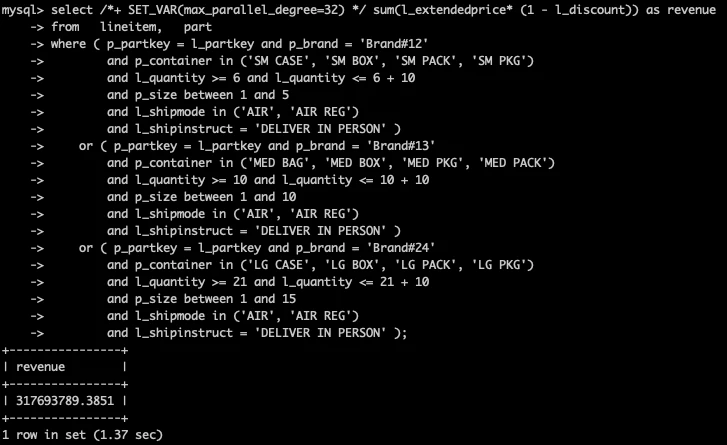 mysql> select /*+ SET_VAR(max_parallel_degree=32) */ sum(l_extendedprice* (1 - l_discount)) as revenue
    -> from   lineitem,   part
    -> where ( p_partkey = l_partkey and p_brand = 'Brand#12'
    ->         and p_container in ('SM CASE', 'SM BOX', 'SM PACK', 'SM PKG')
    ->         and l_quantity >= 6 and l_quantity <= 6 + 10
    ->         and p_size between 1 and 5
    ->         and l_shipmode in ('AIR', 'AIR REG')
    ->         and l_shipinstruct = 'DELIVER IN PERSON' )
    ->     or ( p_partkey = l_partkey and p_brand = 'Brand#13'
    ->         and p_container in ('MED BAG', 'MED BOX', 'MED PKG', 'MED PACK')
    ->         and l_quantity >= 10 and l_quantity <= 10 + 10
    ->         and p_size between 1 and 10
    ->         and l_shipmode in ('AIR', 'AIR REG')
    ->         and l_shipinstruct = 'DELIVER IN PERSON' )
    ->     or ( p_partkey = l_partkey and p_brand = 'Brand#24'
    ->         and p_container in ('LG CASE', 'LG BOX', 'LG PACK', 'LG PKG')
    ->         and l_quantity >= 21 and l_quantity <= 21 + 10
    ->         and p_size between 1 and 15
    ->         and l_shipmode in ('AIR', 'AIR REG')
    ->         and l_shipinstruct = 'DELIVER IN PERSON' );
+----------------+
| revenue        |
+----------------+
| 317693789.3851 |
+----------------+
1 row in set (1.37 sec)